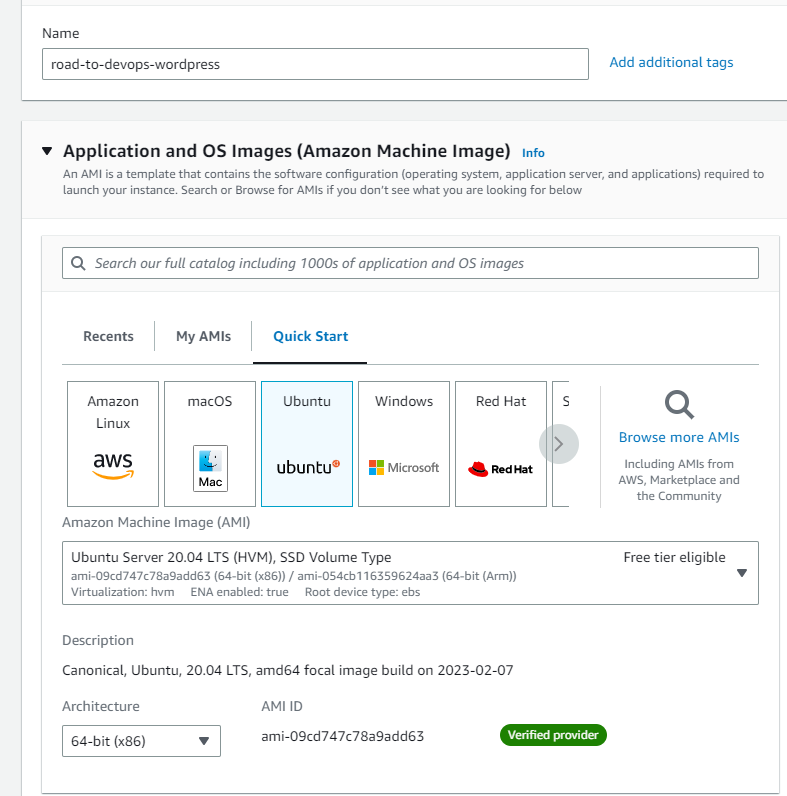 Name
road-to-devops-wordpress
Add additional tags
Application and OS Images (Amazon Machine Image) Info
An AMI is a template that contains the software configuration (operating system, application server, and applications) required to
launch your instance. Search or Browse for AMIs if you don't see what you are looking for below
Search our full catalog including 1000s of application and OS images
Recents
My AMIs
Quick Start
Amazon
Linux
aws
macOS
Mac
Ubuntu
ubuntu
Windows
Microsoft
Red Hat
RedHat
S
Browse more AMIs
Including AMIs from
AWS, Marketplace and
the Community
Amazon Machine Image (AMI)
Ubuntu Server 20.04 LTS (HVM), SSD Volume Type
Free tier eligible
ami-09cd747c78a9add63 (64-bit (x86)) / ami-054cb116359624aa3 (64-bit (Arm))
Virtualization: hvm ENA enabled: true Root device type: ebs
Description
Canonical, Ubuntu, 20.04 LTS, amd64 focal image build on 2023-02-07
Architecture
AMI ID
64-bit (x86)
ami-09cd747c78a9add63
Verified provider